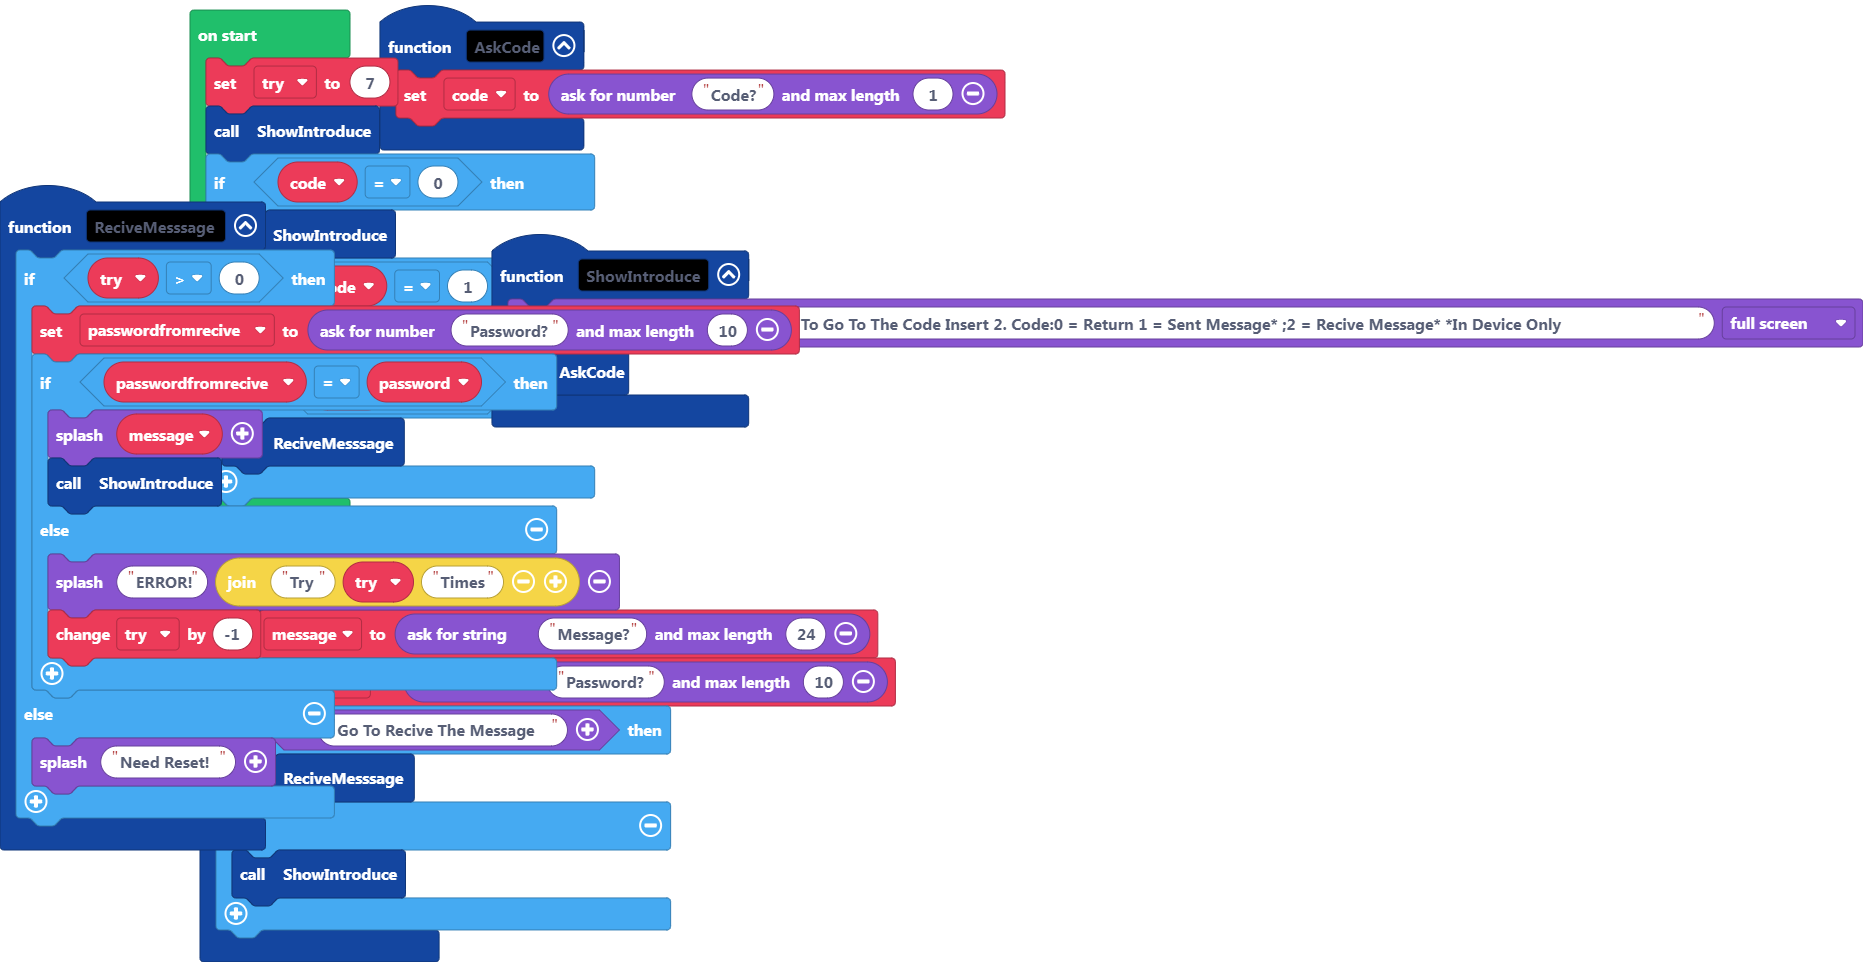 on start
function AskCode
set try to 7
set code to ask for number "Code?" and max length 1
call ShowIntroduce
if code = 0 then
function ReciveMesssage
ShowIntroduce
function ShowIntroduce
if try > 0 then
= 1
set passwordfromrecive to ask for number "Password?" and max length 10
To Go To The Code Insert 2. Code:0 = Return 1 = Sent Message* ;2 = Recive Message* *In Device Only " full screen
AskCode
if passwordfromrecive = password then
splash message
ReciveMesssage
call ShowIntroduce
else
splash "ERROR!" join "Try " try "Times"
change try by -1
message to ask for string "Message?" and max length 24
"Password?" and max length 10
else
Go To Recive The Message " then
splash "Need Reset! "
ReciveMesssage
call ShowIntroduce